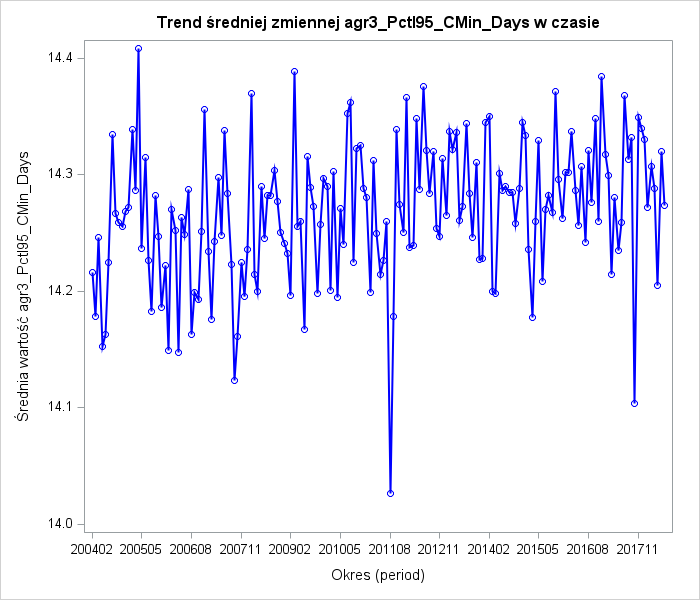 Trend średniej zmiennej agr3_Pctl95_CMin_Days w czasie
Średnia wartość agr3_Pctl95_CMin_Days
14.4
14.3
14.2
14.1
14.0
200402 200505 200608 200711 200902 201005 201108 201211 201402 201505 201608 201711
Okres (period)